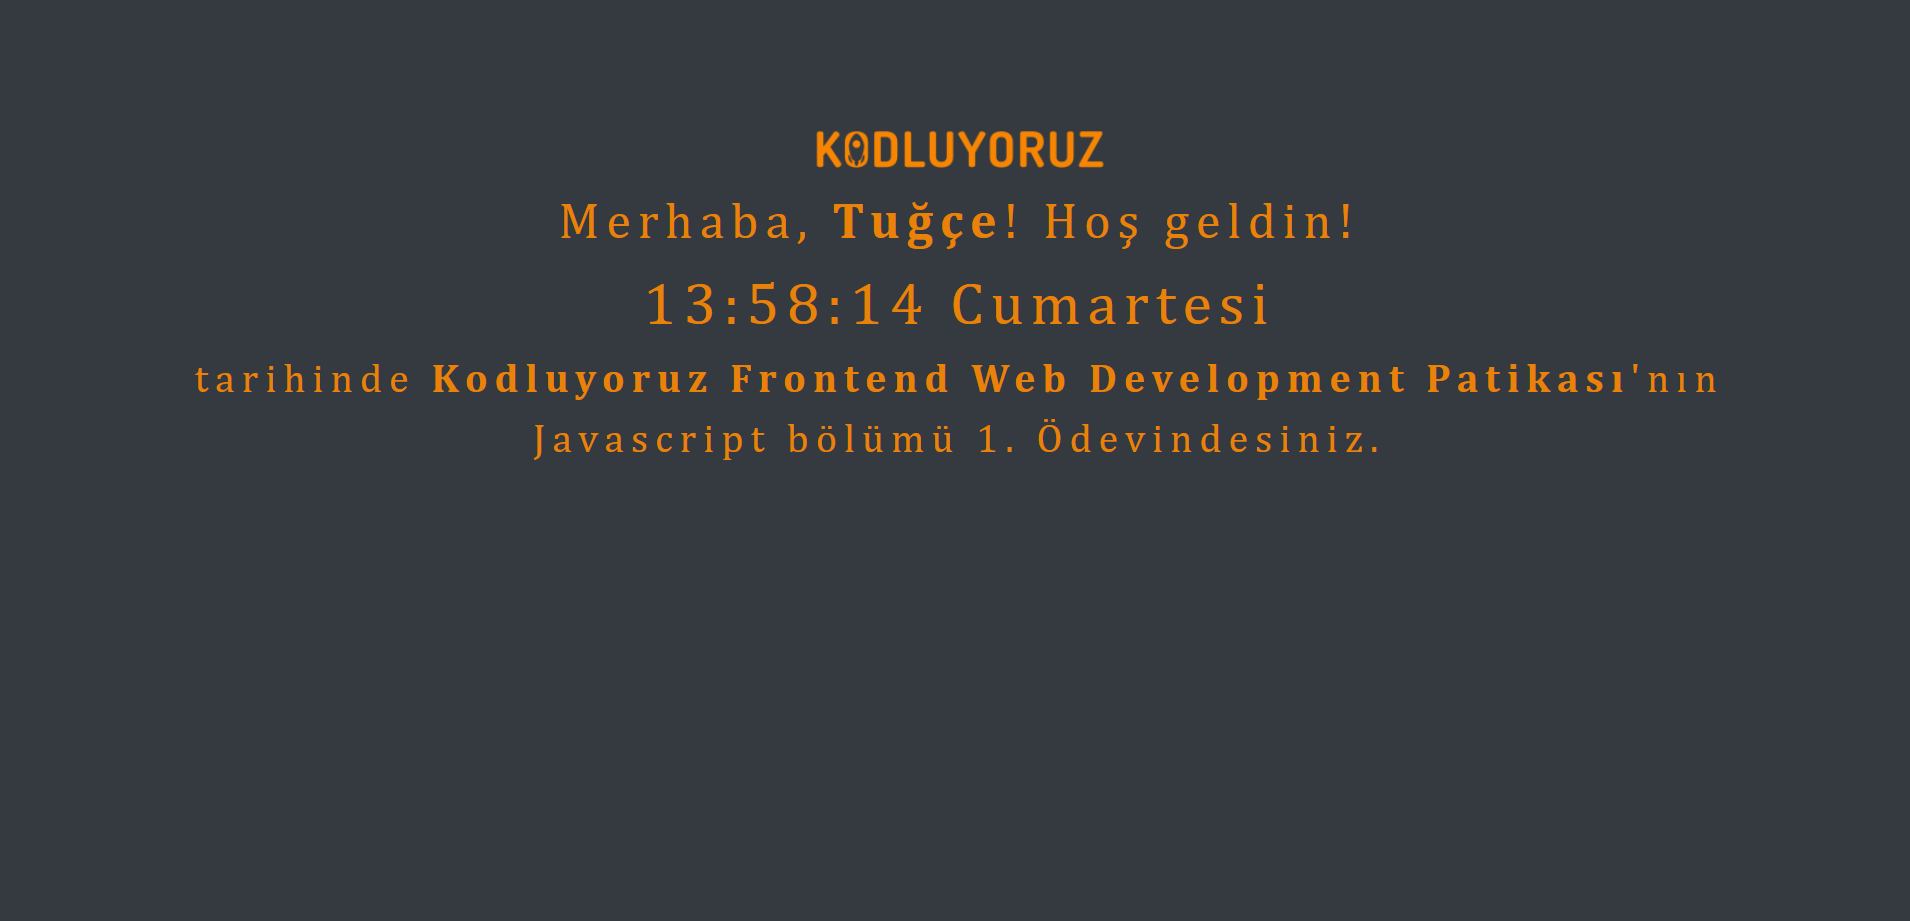 KODLUYORUZ
Merhaba, Tuğçe! Hoş geldin!
13:58:14 Cumartesi
tarihinde Kodluyoruz Frontend Web Development Patikası'nın
Javascript bölümü 1. Ödevindesiniz.